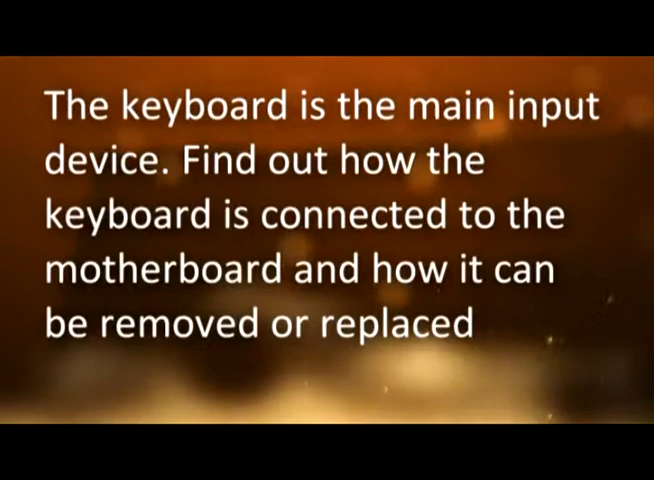 The keyboard is the main input
device. Find out how the
keyboard is connected to the
motherboard and how it can
be removed or replaced